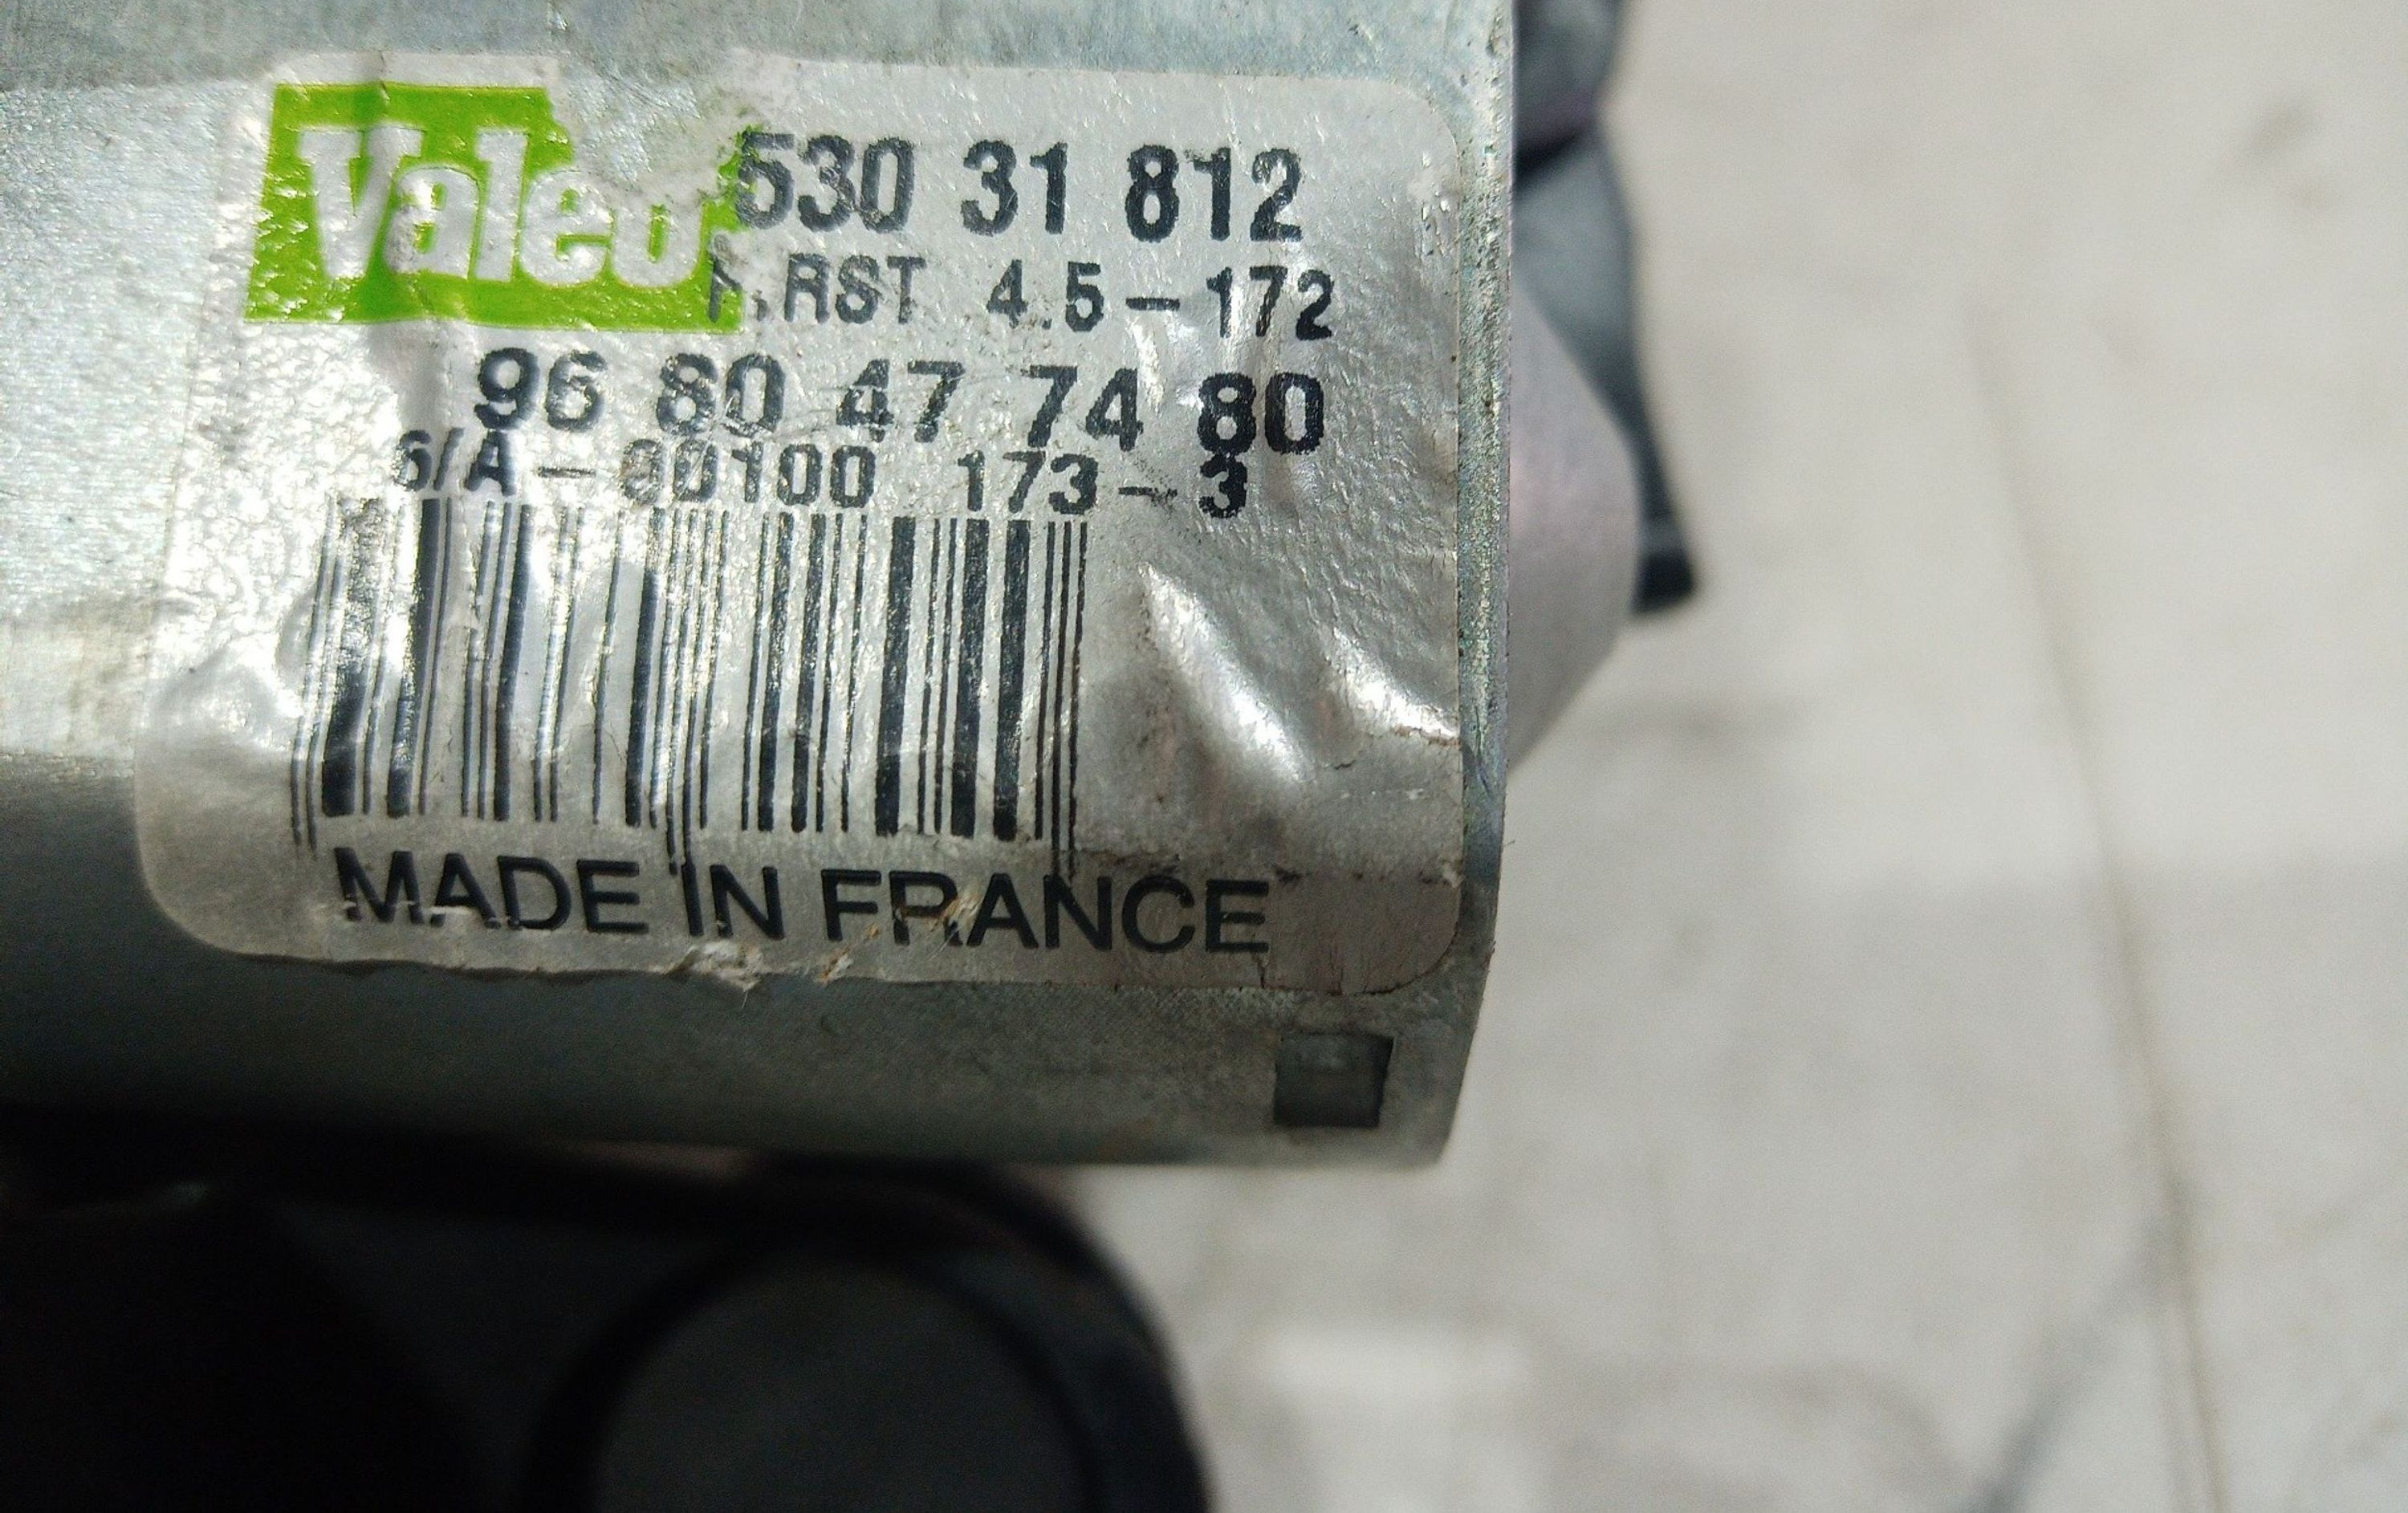 Valeo
530 31 812
RST 4.5-172
96 80 47 74 80
6/A-00100 173-3
MADE IN FRANCE